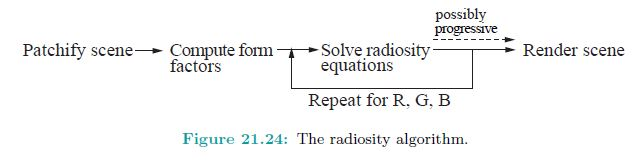 possibly
progressive
Patchify scene
Compute form
factors
Solve radiosity
equations
Render scene
Repeat for R, G, B
Figure 21.24: The radiosity algorithm.